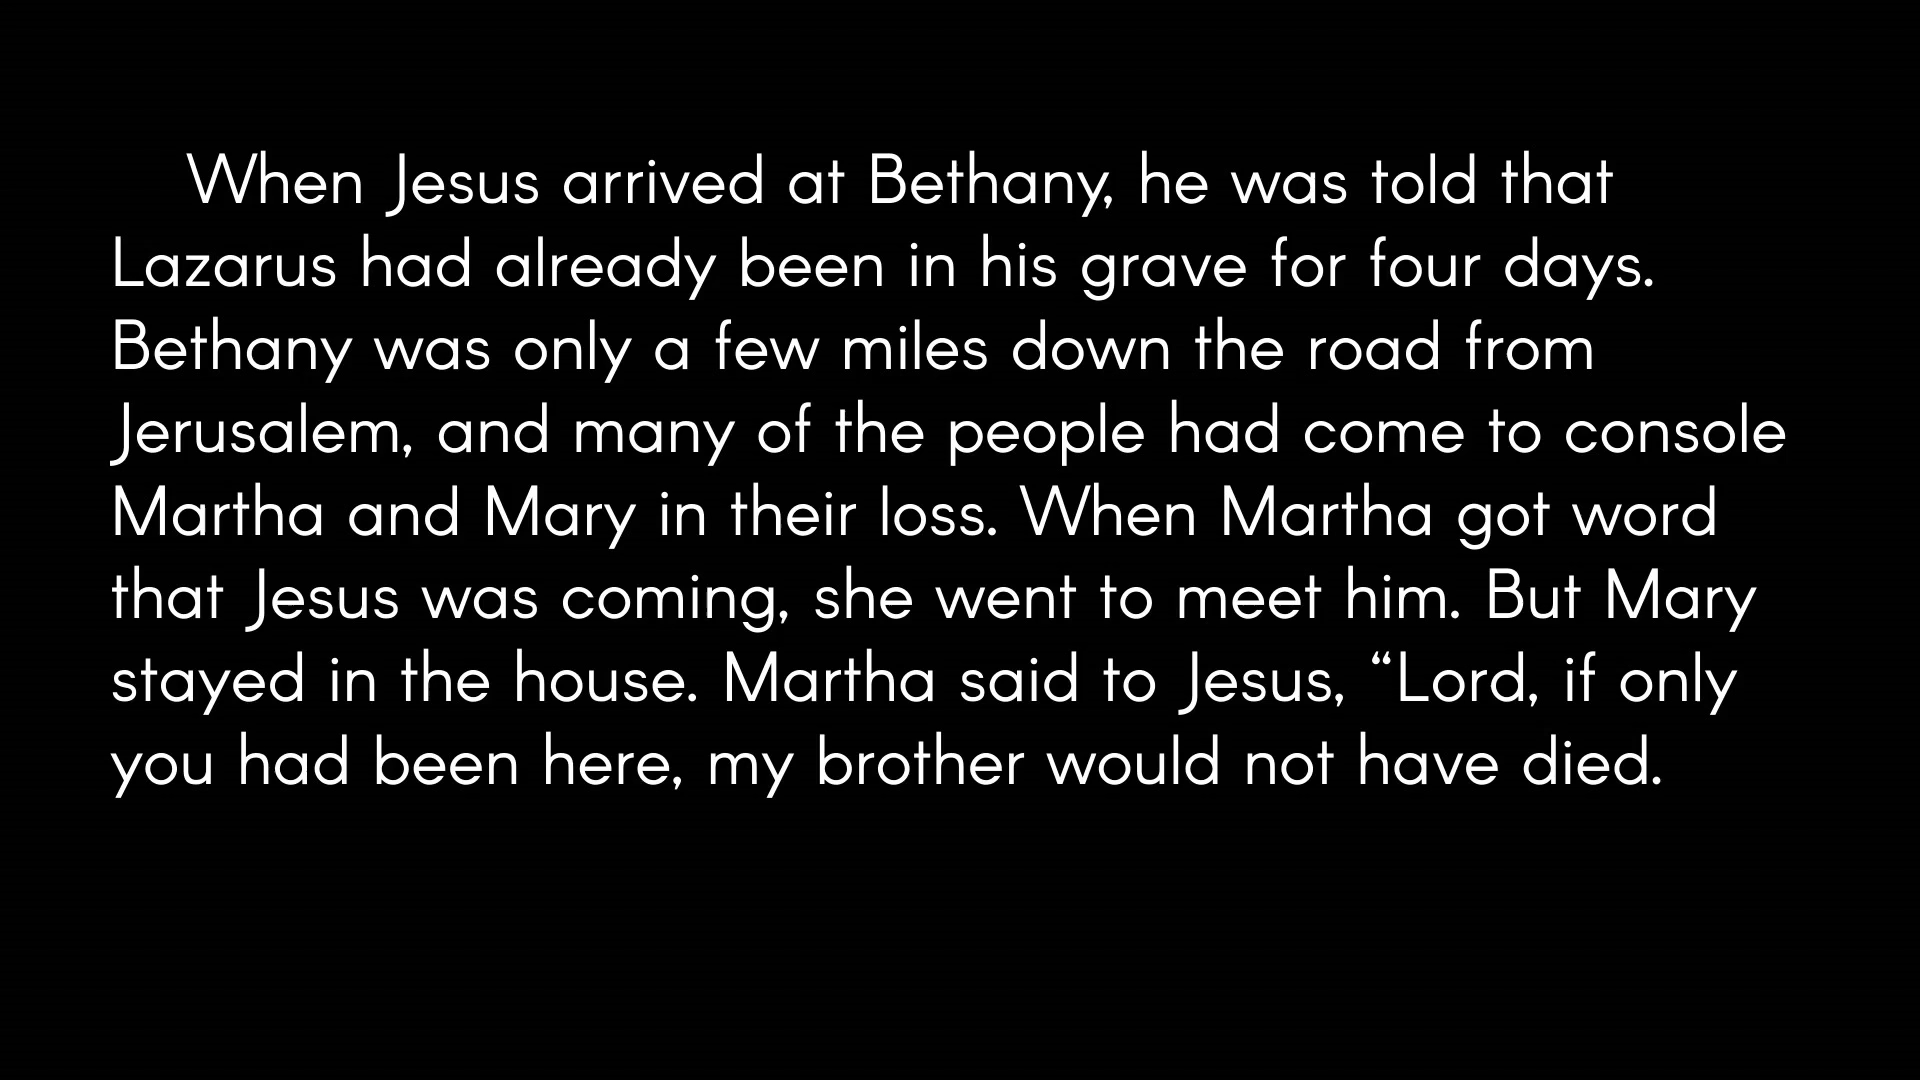 When Jesus arrived at Bethany, he was told that
Lazarus had already been in his grave for four days.
Bethany was only a few miles down the road from
Jerusalem, and many of the people had come to console
Martha and Mary in their loss. When Martha got word
that Jesus was coming, she went to meet him. But Mary
stayed in the house. Martha said to Jesus, “Lord, if only
you had been here, my brother would not have died.